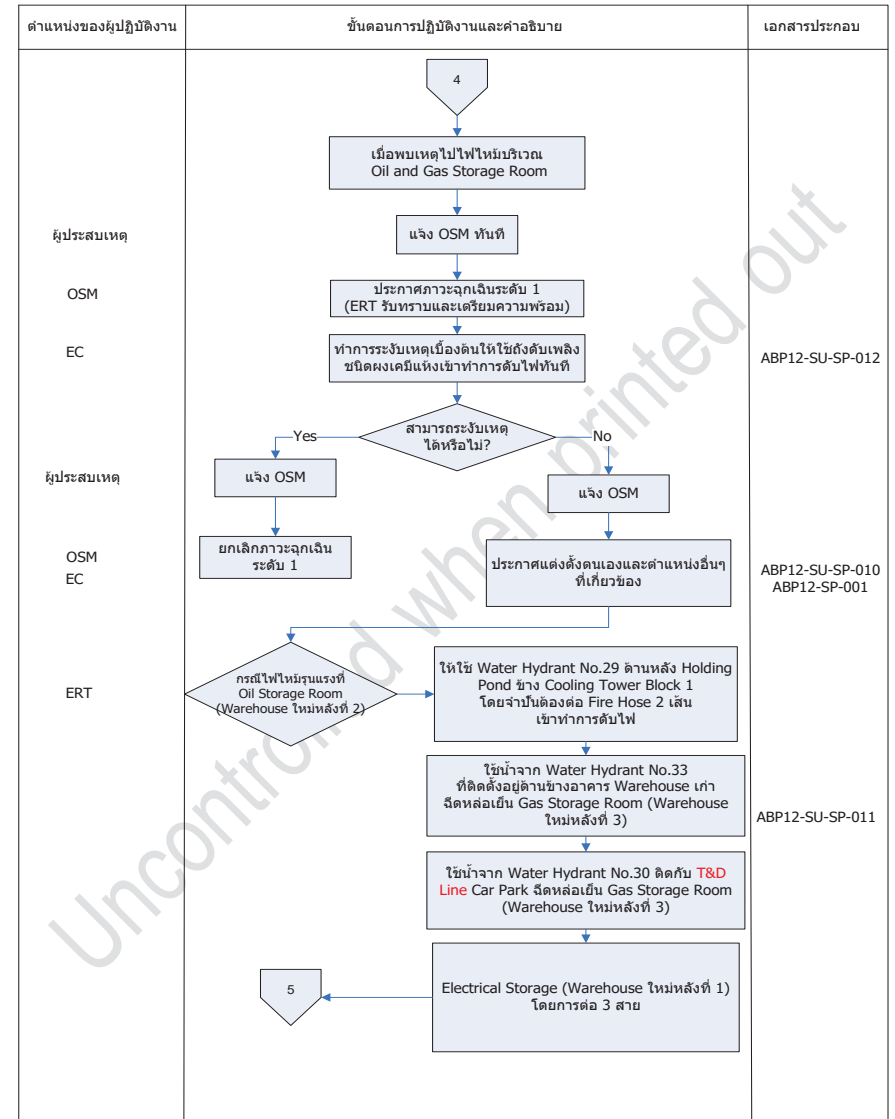 ตำแหน่งของผู้ปฏิบัติงาน
ขั้นตอนการปฏิบัติงานและคำอธิบาย
เอกสารประกอบ
4
เมื่อพบเหตุไปไฟไหม้บริเวณ
Oil and Gas Storage Room
ผู้ประสบเหตุ
แจ้ง OSM ทันที
OSM
ประกาศภาวะฉุกเฉินระดับ 1
(ERT รับทราบและเตรียมความพร้อม)
EC
ทำการระงับเหตุเบื้องต้นให้ใช้ถังดับเพลิง
ชนิดผงเคมีแห้งเข้าทำการดับไฟทันที
ABP12-SU-SP-012
สามารถระงับเหตุ
ได้หรือไม่?
Yes
No
ผู้ประสบเหตุ
แจ้ง OSM
แจ้ง OSM
OSM
EC
ยกเลิกภาวะฉุกเฉิน
ระดับ 1
ประกาศแต่งตั้งตนเองและตำแหน่งอื่นๆ
ที่เกี่ยวข้อง
ABP12-SU-SP-010
ABP12-SP-001
ERT
กรณีไฟไหม้รุนแรงที่
Oil Storage Room
(Warehouse ใหม่หลังที่ 2)
ให้ใช้ Water Hydrant No.29 ด้านหลัง Holding
Pond ข้าง Cooling Tower Block 1
โดยจำป็นต้องต่อ Fire Hose 2 เส้น
เข้าทำการดับไฟ
ใช้น้ำจาก Water Hydrant No.33
ที่ติดตั้งอยู่ด้านข้างอาคาร Warehouse เก่า
ฉีดหล่อเย็น Gas Storage Room (Warehouse
ใหม่หลังที่ 3)
ABP12-SU-SP-011
ใช้น้ำจาก Water Hydrant No.30 ติดกับ T&D
Line Car Park ฉีดหล่อเย็น Gas Storage Room
(Warehouse ใหม่หลังที่ 3)
Electrical Storage (Warehouse ใหม่หลังที่ 1)
โดยการต่อ 3 สาย
5
Uncontrolled when printed out